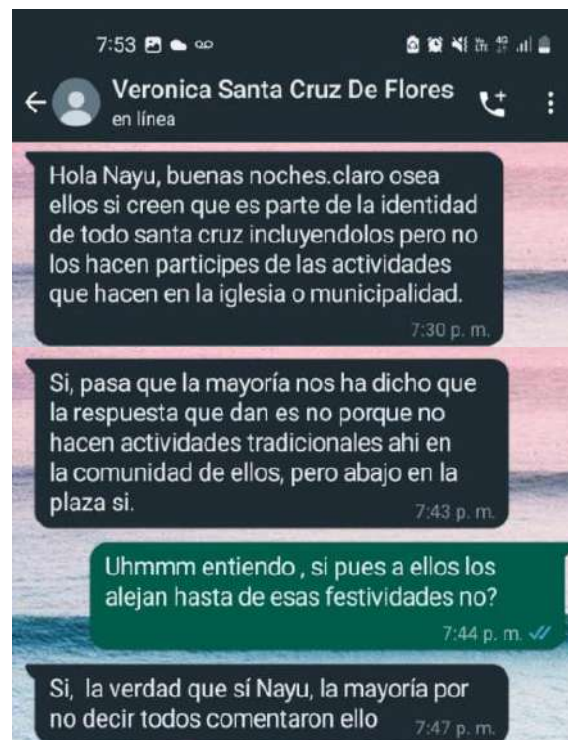 7:53
4G
Veronica Santa Cruz De Flores
en línea
Hola Nayu, buenas noches.claro osea
ellos si creen que es parte de la identidad
de todo santa cruz incluyendolos pero no
los hacen participes de las actividades
que hacen en la iglesia o municipalidad.
7:30 p. m.
Si, pasa que la mayoría nos ha dicho que
la respuesta que dan es no porque no
hacen actividades tradicionales ahi en
la comunidad de ellos, pero abajo en la
plaza si.
7:43 p. m.
Uhmmm entiendo , si pues a ellos los
alejan hasta de esas festividades no?
7:44 p. m.
Si, la verdad que sí Nayu, la mayoría por
no decir todos comentaron ello
7:47 p. m.